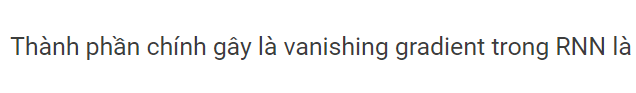 Thành phần chính gây là vanishing gradient trong RNN là